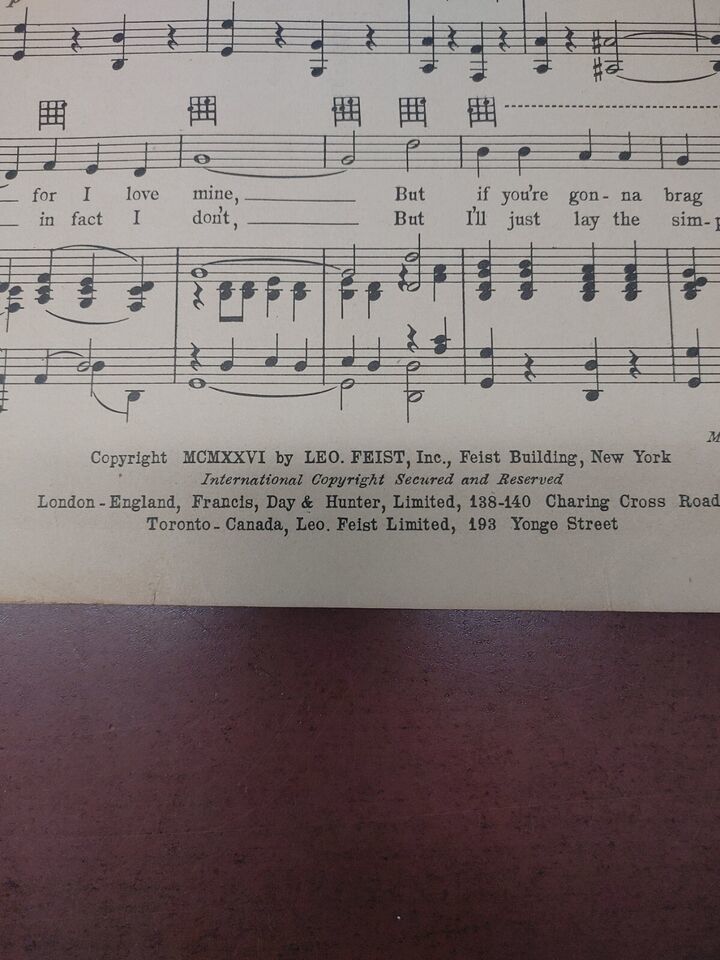 for I love mine, But if you're gon- na brag
in fact I don't, But I'll just lay the sim-
Copyright MCMXXVI by LEO. FEIST, Inc., Feist Building, New York
International Copyright Secured and Reserved
London - England, Francis, Day & Hunter, Limited, 138-140 Charing Cross Road
Toronto - Canada, Leo. Feist Limited, 193 Yonge Street